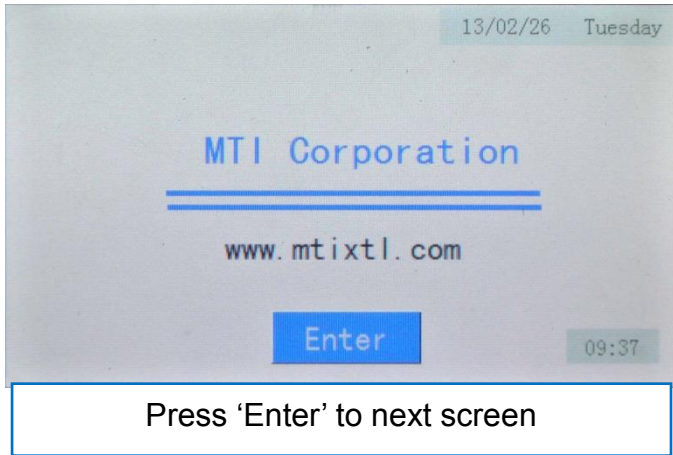 13/02/26 Tuesday
MTI Corporation
www.mtixtl.com
Enter
09:37
Press ‘Enter’ to next screen